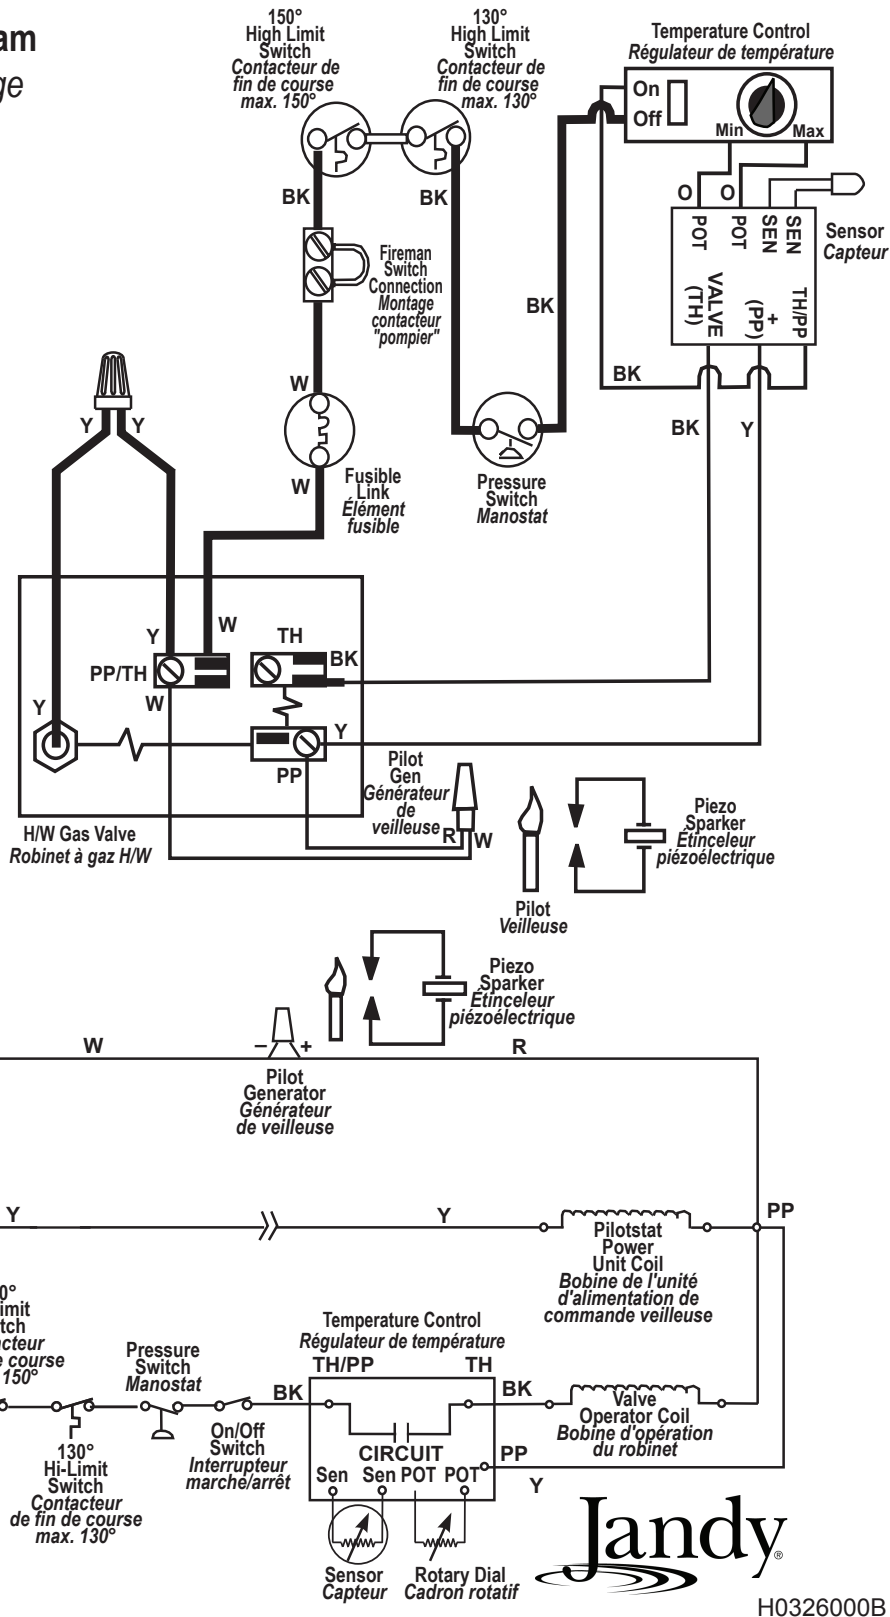 am
ge
150°
High Limit
Switch
Contacteur de
fin de course
max. 150°
130°
High Limit
Switch
Contacteur de
fin de course
max. 130°
Temperature Control
Régulateur de température
On
Off
Min
Max
BK
BK
O
O
POT
POT
SEN
SEN
Sensor
Capteur
VALVE
(TH)
+
(PP)
TH/PP
Fireman
Switch
Connection
Montage
contacteur
"pompier"
BK
BK
W
BK
Y
Y
Y
W
Fusible
Link
Élément
fusible
Pressure
Switch
Manostat
W
Y
TH
BK
PP/TH
W
Y
Y
PP
Pilot
Gen
Générateur
de
veilleuse
R
W
H/W Gas Valve
Robinet à gaz H/W
Piezo
Sparker
Étinceleur
piézoélectrique
Pilot
Veilleuse
Piezo
Sparker
Étinceleur
piézoélectrique
W
–
+
R
Pilot
Generator
Générateur
de veilleuse
Y
Y
PP
Pilotstat
Power
Unit Coil
Bobine de l'unité
d'alimentation de
commande veilleuse
0°
imit
tch
acteur
e course
150°
Pressure
Switch
Manostat
Temperature Control
Régulateur de température
TH/PP
TH
BK
BK
Valve
Operator Coil
Bobine d'opération
du robinet
130°
Hi-Limit
Switch
Contacteur
de fin de course
max. 130°
On/Off
Switch
Interrupteur
marche/arrêt
CIRCUIT
PP
Sen
Sen
POT
POT
Y
Sensor
Capteur
Rotary Dial
Cadron rotatif
Jandy®
H0326000B